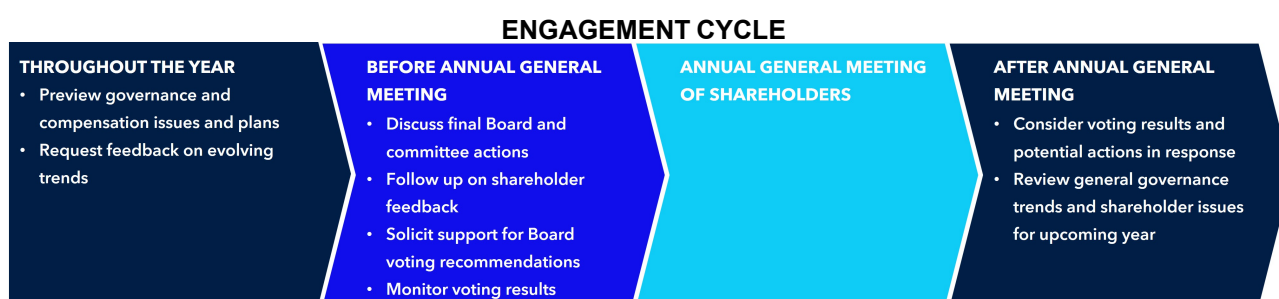 ENGAGEMENT CYCLE
THROUGHOUT THE YEAR
• Preview governance and
compensation issues and plans
• Request feedback on evolving
trends
BEFORE ANNUAL GENERAL
MEETING
• Discuss final Board and
committee actions
• Follow up on shareholder
feedback
• Solicit support for Board
voting recommendations
• Monitor voting results
ANNUAL GENERAL MEETING
OF SHAREHOLDERS
AFTER ANNUAL GENERAL
MEETING
• Consider voting results and
potential actions in response
• Review general governance
trends and shareholder issues
for upcoming year